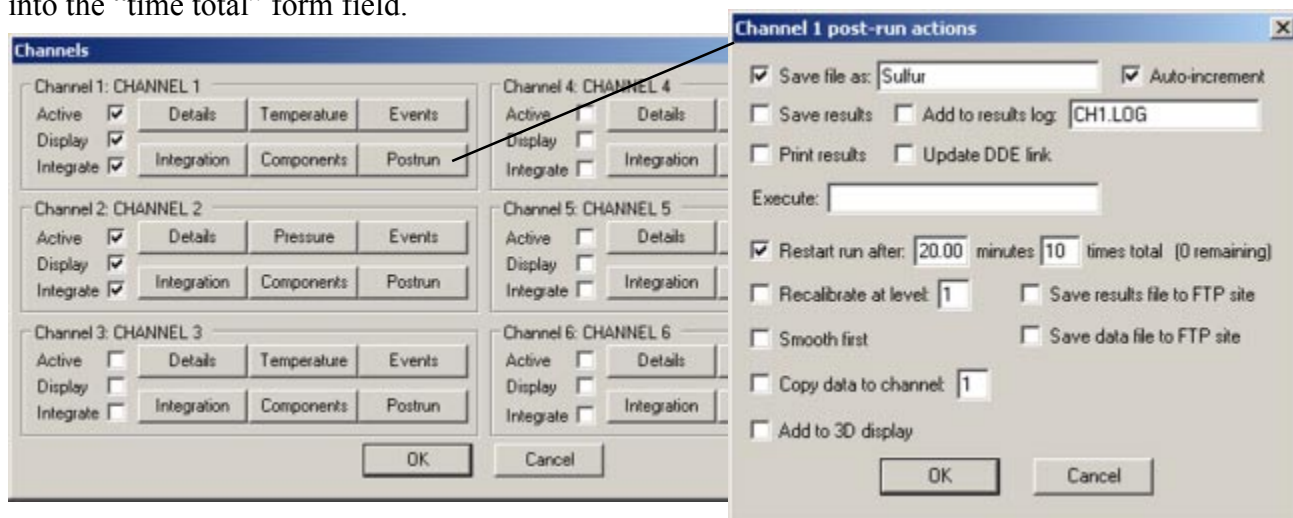 into the "time total" form field.
Channels
Channel 1: CHANNEL 1
Active Details Temperature Events
Display
Integrate Integration Components Postrun
Channel 2: CHANNEL 2
Active Details Pressure Events
Display
Integrate Integration Components Postrun
Channel 3: CHANNEL 3
Active Details Temperature Events
Display
Integrate Integration Components Postrun
Channel 4: CHANNEL 4
Active Details
Display
Integrate Integration
Channel 5: CHANNEL 5
Active Details
Display
Integrate Integration
Channel 6: CHANNEL 6
Active Details
Display
Integrate Integration
OK Cancel
Channel 1 post-run actions
Save file as: Sulfur Auto-increment
Save results Add to results log: CH1.LOG
Print results Update DDE link
Execute:
Restart run after: 20.00 minutes 10 times total (0 remaining)
Recalibrate at level: 1 Save results file to FTP site
Smooth first Save data file to FTP site
Copy data to channel: 1
Add to 3D display
OK Cancel